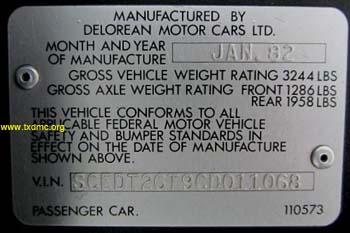 MANUFACTURED BY
DELOREAN MOTOR CARS LTD.
MONTH AND YEAR
OF MANUFACTURE JAN. 82
GROSS VEHICLE WEIGHT RATING 3244 LBS
GROSS AXLE WEIGHT RATING FRONT 1286 LBS
REAR 1958 LBS
THIS VEHICLE CONFORMS TO ALL
www.txdmc.org
APPLICABLE FEDERAL MOTOR VEHICLE
SAFETY AND BUMPER STANDARDS IN
EFFECT ON THE DATE OF MANUFACTURE
SHOWN ABOVE.
V.I.N. SCEDT2CT9CD011068
PASSENGER CAR. 110573